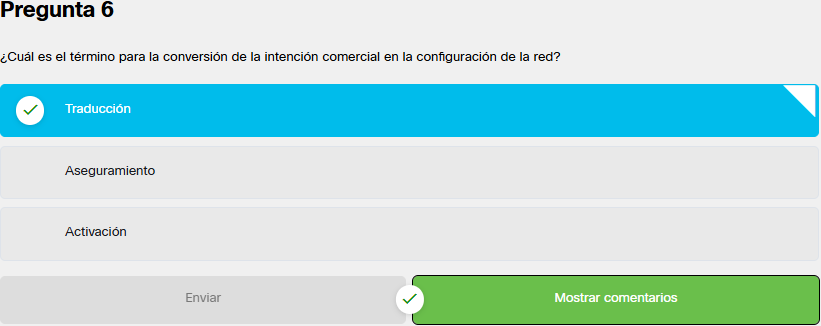 Pregunta 6
¿Cuál es el término para la conversión de la intención comercial en la configuración de la red?
Traducción
Aseguramiento
Activación
Enviar
Mostrar comentarios